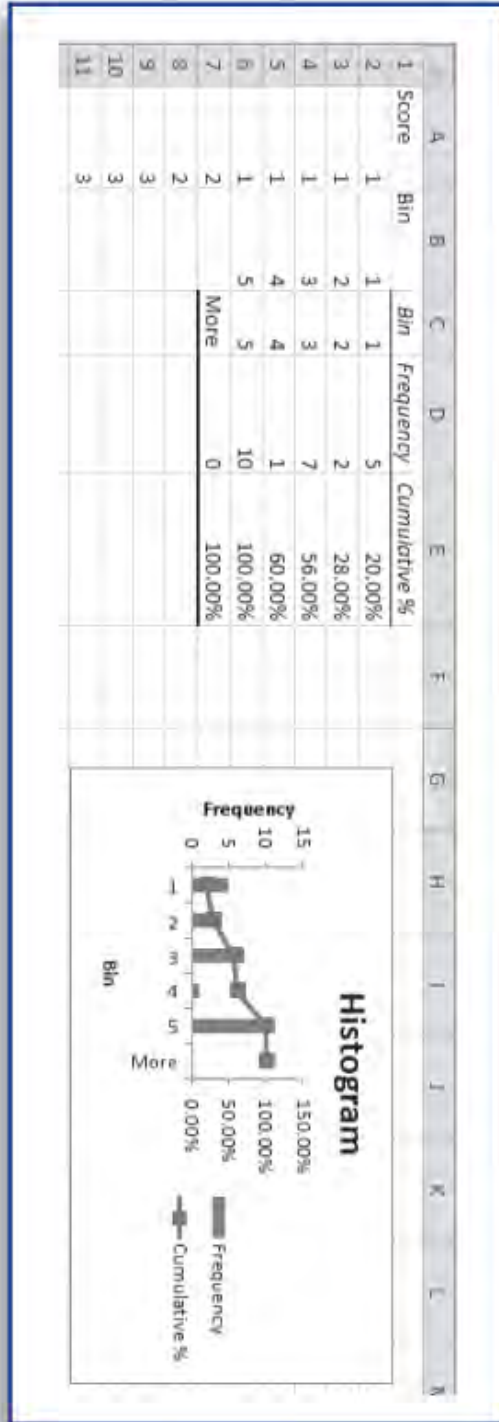 A B C D E F G H I J K L
1 Score Bin Bin Frequency Cumulative %
2 1 1 1 5 20.00%
3 1 2 2 2 28.00%
4 1 3 3 7 56.00%
5 1 4 4 1 60.00%
6 1 5 5 10 100.00%
7 2 More 0 100.00%
8 2
9 3
10 3
11 3
Histogram
Frequency
15
10
5
0
150.00%
100.00%
50.00%
0.00%
1 2 3 4 5 More
Bin
Frequency
Cumulative %